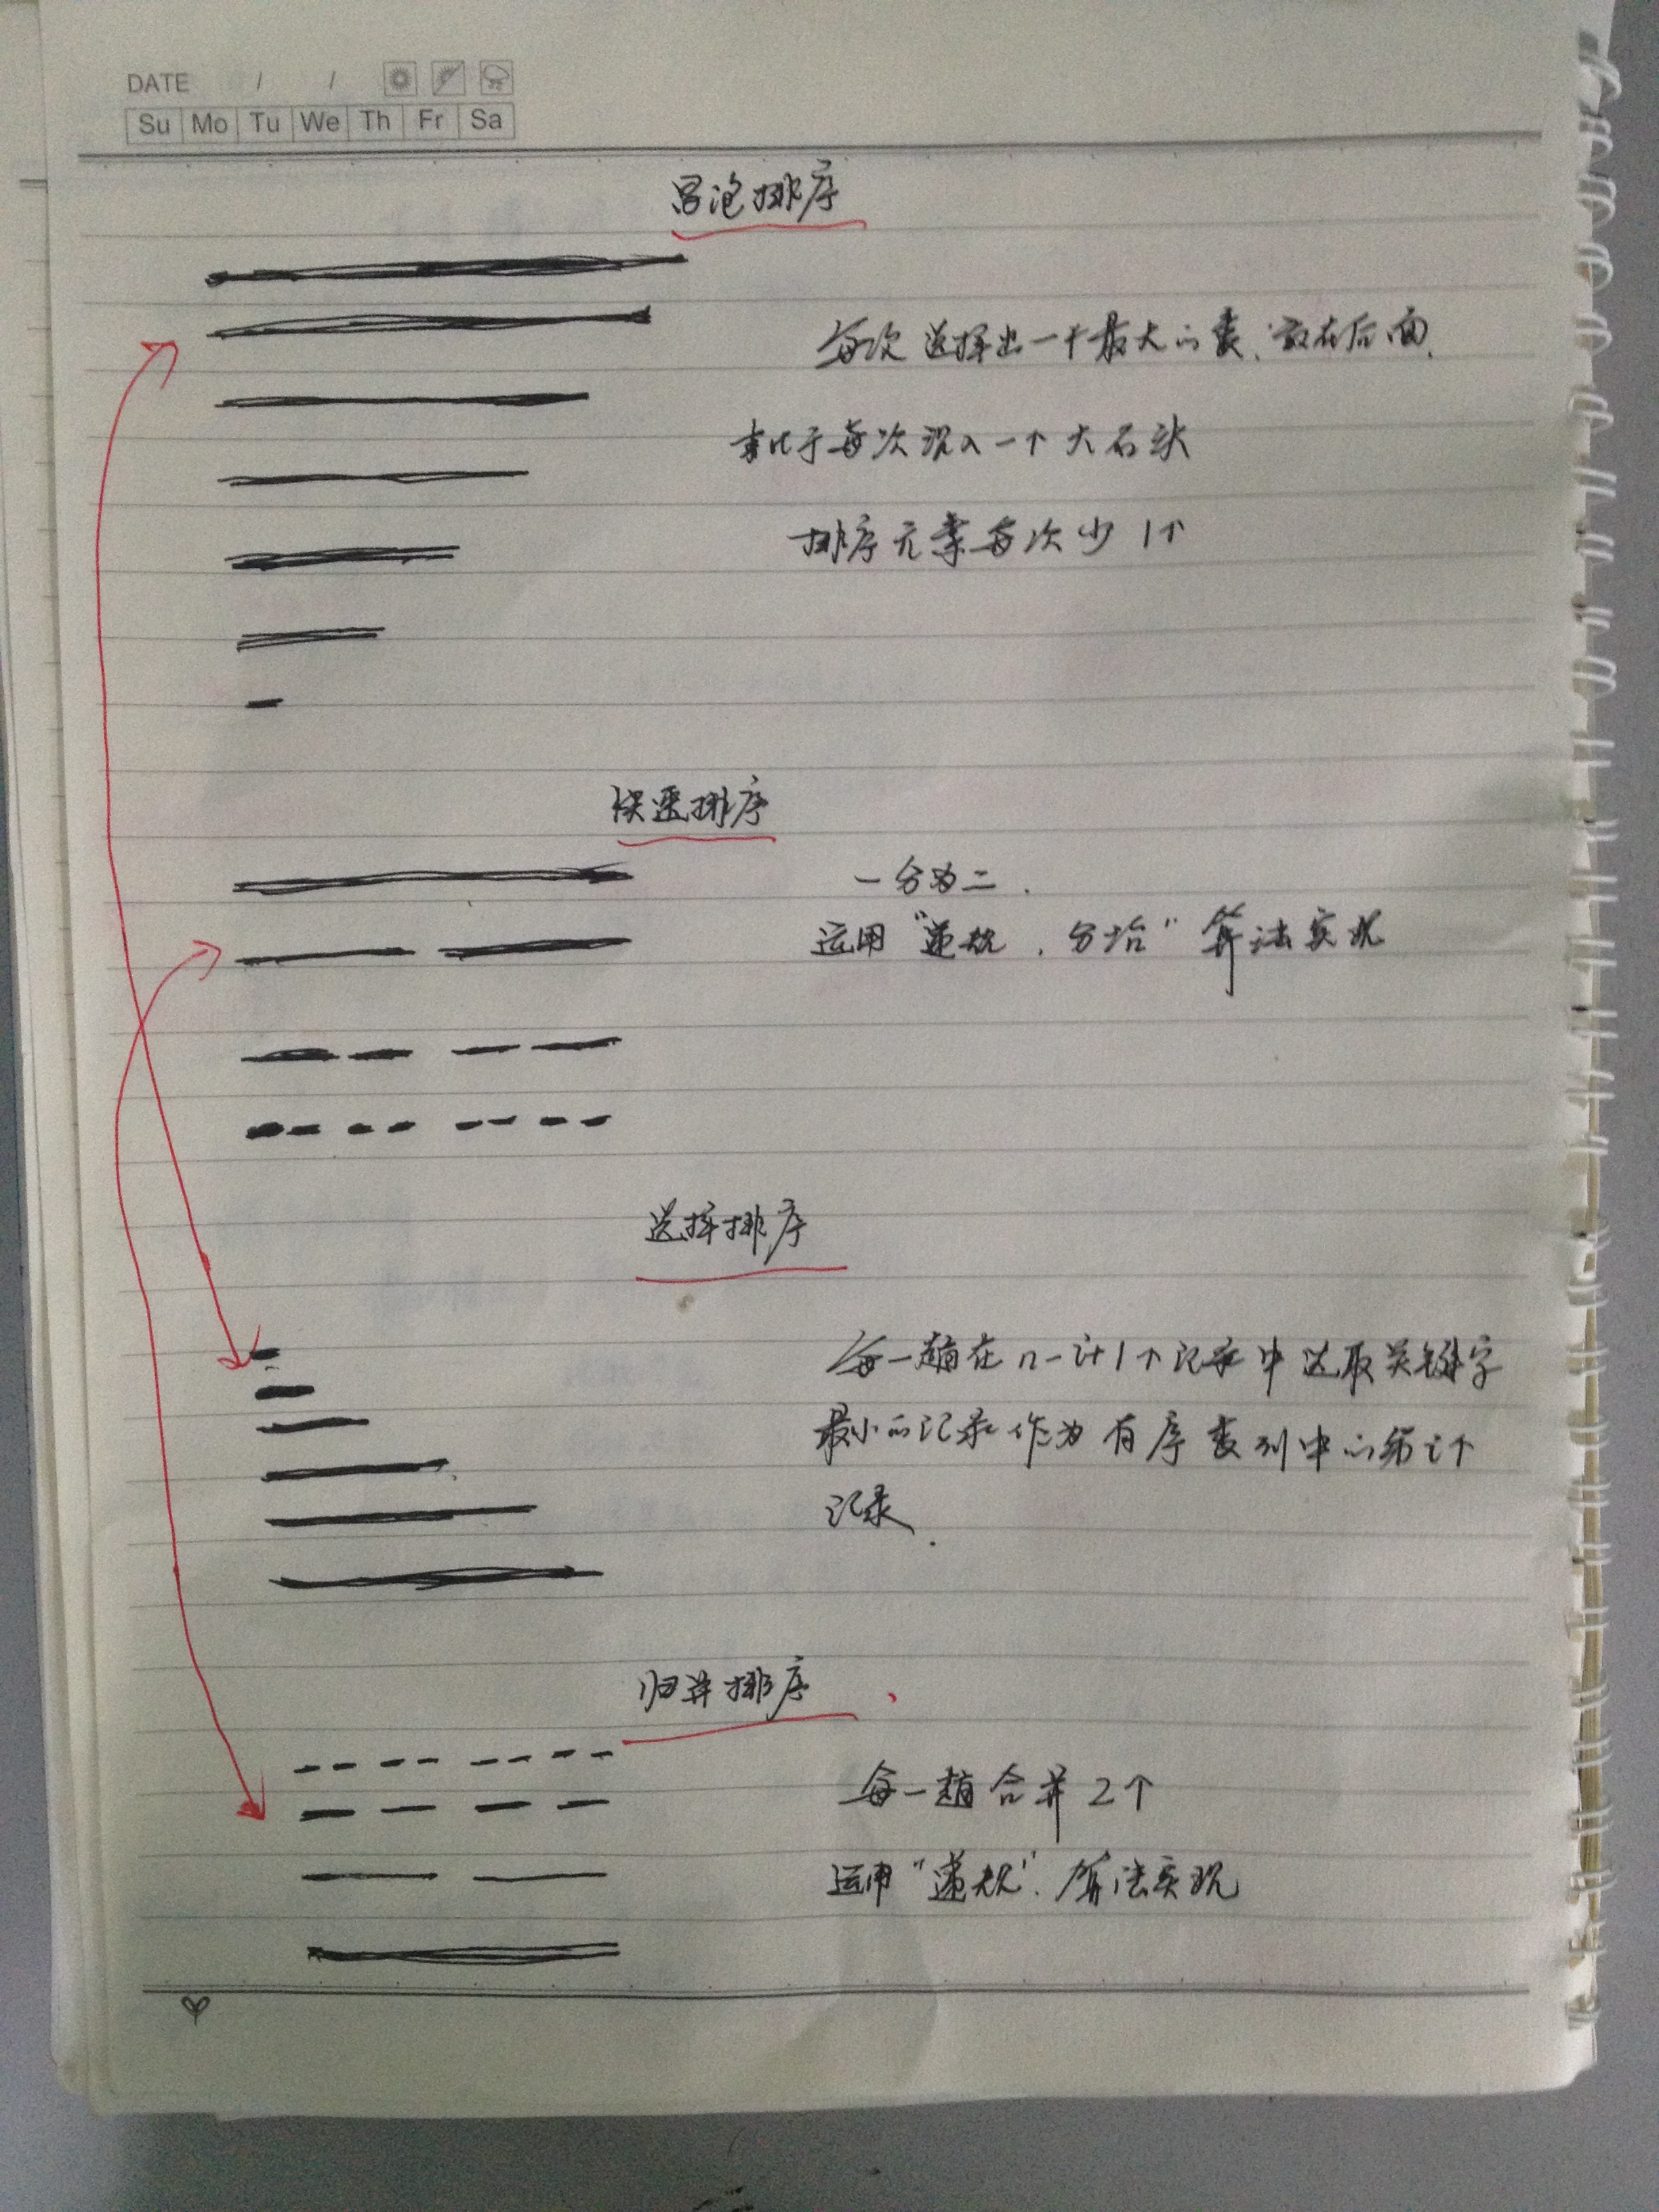 DATE / /
Su Mo Tu We Th Fr Sa
冒泡排序
每次选择出一个最大的数,放在后面.
类比于每次沉入一个大石头
排序元素每次少1个
快速排序
一分为二.
运用"递规.分治"算法实现
选择排序
每一趟在n-i+1个记录中选取关键字
最小的记录作为有序数列中的第i个
记录.
归并排序
每一趟合并2个
运用"递规".算法实现